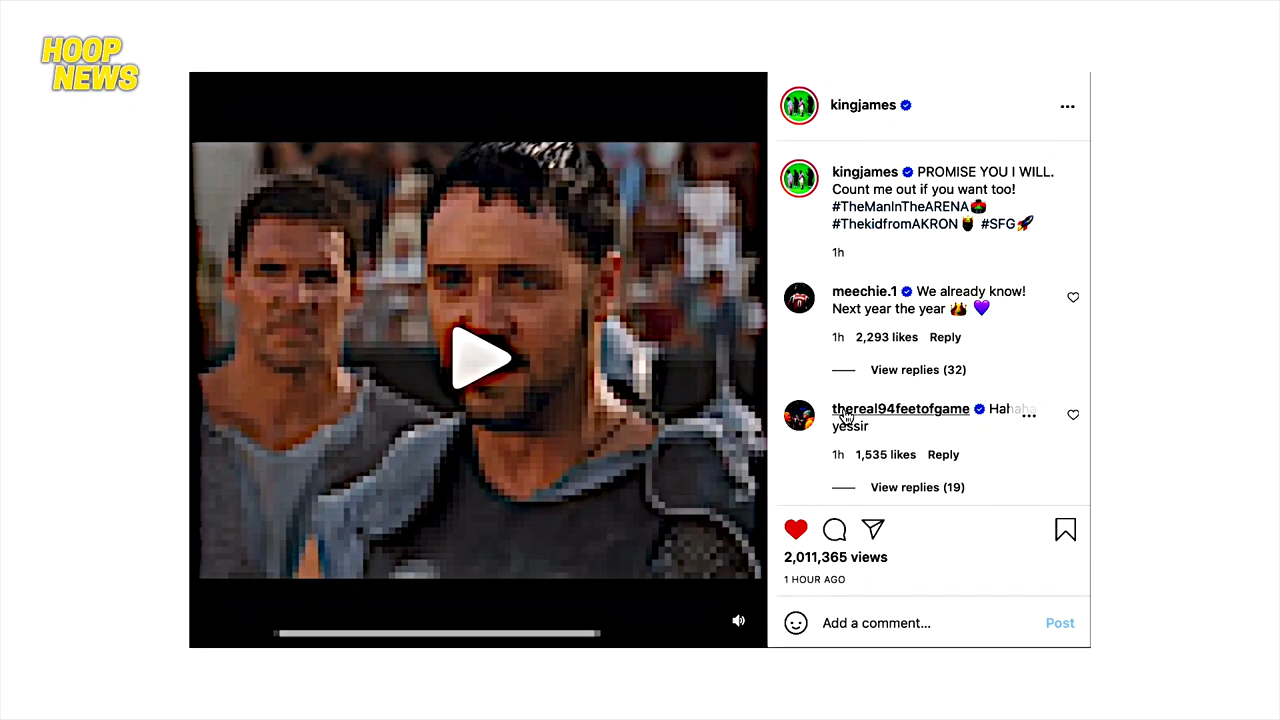 HOOP
NEWS
kingjames
kingjames PROMISE YOU I WILL.
Count me out if you want too!
#TheManInTheARENA
#ThekidfromAKRON #SFG🚀
1h
meechie.1 We already know!
Next year the year 💜
1h 2,293 likes Reply
View replies (32)
thereal94feetofgame Hahaha
yessir
1h 1,535 likes Reply
View replies (19)
2,011,365 views
1 HOUR AGO
Add a comment...
Post